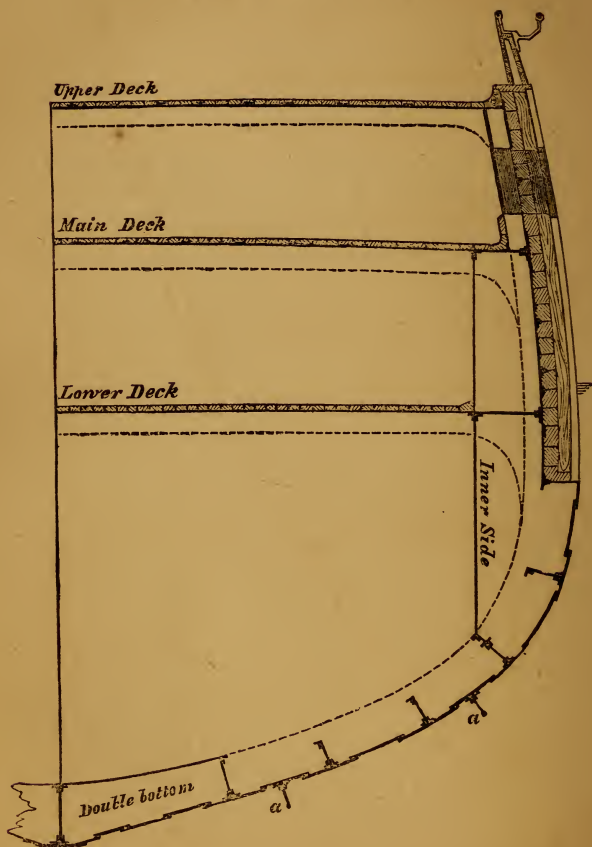 Upper Deck
Main Deck
Lower Deck
Inner Side
a
Double bottom
a